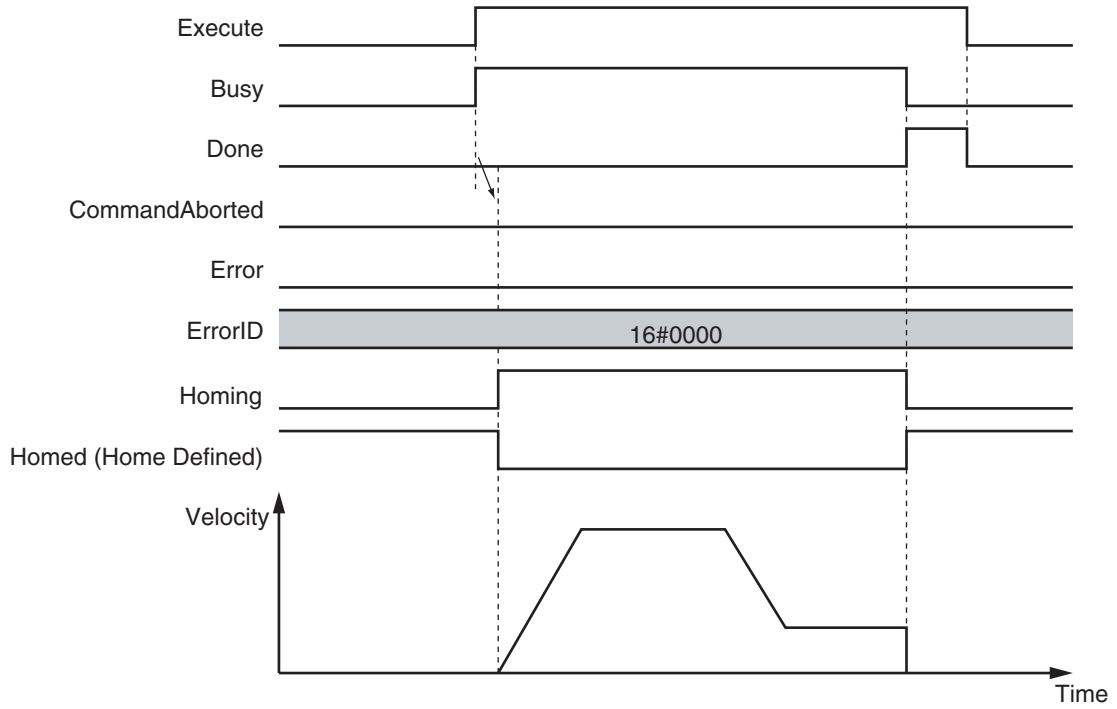 Execute
Busy
Done
CommandAborted
Error
ErrorID
16#0000
Homing
Homed (Home Defined)
Velocity
Time